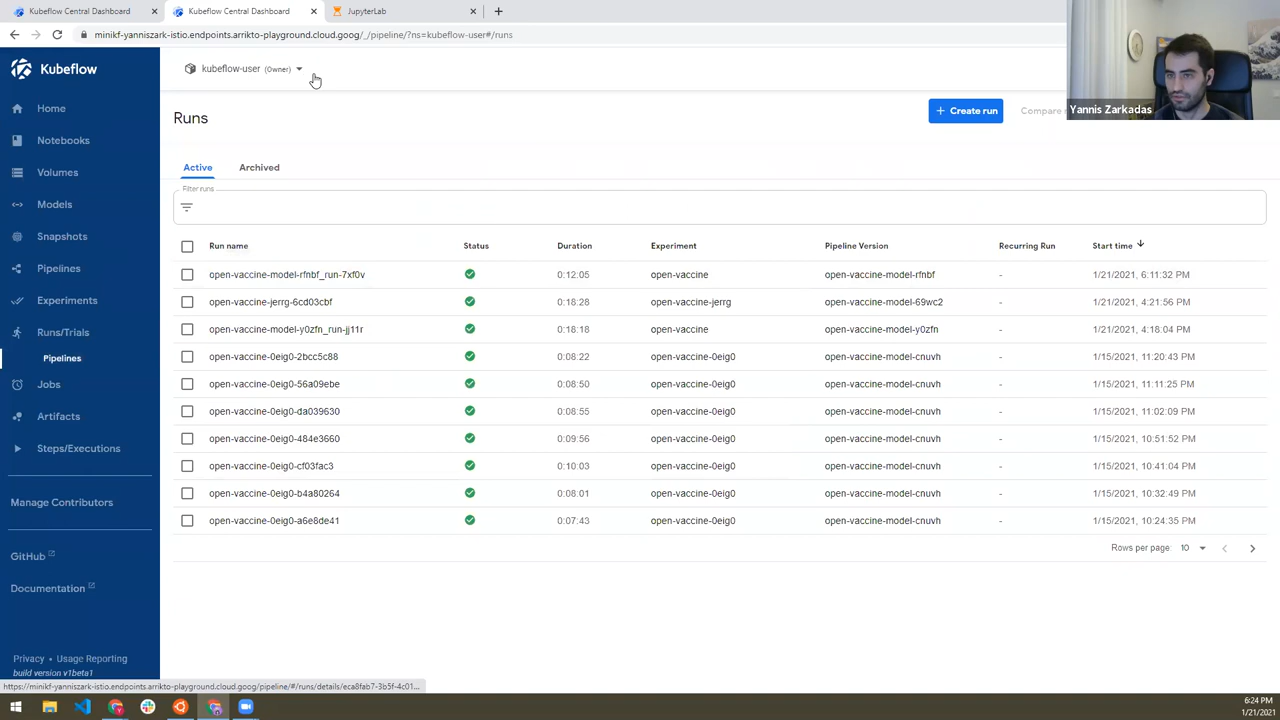 Kubeflow Central Dashboard
Kubeflow Central Dashboard
JupyterLab
minikf-yanniszark-istio.endpoints.arrikto-playground.cloud.goog/_/pipeline/?ns=kubeflow-user#/runs
Kubeflow
kubeflow-user (Owner)
Yannis Zarkadas
Home
Notebooks
Volumes
Models
Snapshots
Pipelines
Experiments
Runs/Trials
Pipelines
Jobs
Artifacts
Steps/Executions
Manage Contributors
GitHub
Documentation
Privacy • Usage Reporting
build version v1beta1
Runs
+ Create run
Compare
Active
Archived
Filter runs
Run name Status Duration Experiment Pipeline Version Recurring Run Start time
open-vaccine-model-rfnbf_run-7xf0v 0:12:05 open-vaccine open-vaccine-model-rfnbf - 1/21/2021, 6:11:32 PM
open-vaccine-jerrg-6cd03cbf 0:18:28 open-vaccine-jerrg open-vaccine-model-69wc2 - 1/21/2021, 4:21:56 PM
open-vaccine-model-y0zfn_run-jj11r 0:18:18 open-vaccine open-vaccine-model-y0zfn - 1/21/2021, 4:18:04 PM
open-vaccine-0eig0-2bcc5c88 0:08:22 open-vaccine-0eig0 open-vaccine-model-cnuvh - 1/15/2021, 11:20:43 PM
open-vaccine-0eig0-56a09ebe 0:08:50 open-vaccine-0eig0 open-vaccine-model-cnuvh - 1/15/2021, 11:11:25 PM
open-vaccine-0eig0-da039630 0:08:55 open-vaccine-0eig0 open-vaccine-model-cnuvh - 1/15/2021, 11:02:09 PM
open-vaccine-0eig0-484e3660 0:09:56 open-vaccine-0eig0 open-vaccine-model-cnuvh - 1/15/2021, 10:51:52 PM
open-vaccine-0eig0-cf03fac3 0:10:03 open-vaccine-0eig0 open-vaccine-model-cnuvh - 1/15/2021, 10:41:04 PM
open-vaccine-0eig0-b4a80264 0:08:01 open-vaccine-0eig0 open-vaccine-model-cnuvh - 1/15/2021, 10:32:49 PM
open-vaccine-0eig0-a6e8de41 0:07:43 open-vaccine-0eig0 open-vaccine-model-cnuvh - 1/15/2021, 10:24:35 PM
Rows per page: 10
https://minikf-yanniszark-istio.endpoints.arrikto-playground.cloud.goog/pipeline/#/runs/details/eca8fab7-3b5f-4c01...
6:24 PM
1/21/2021